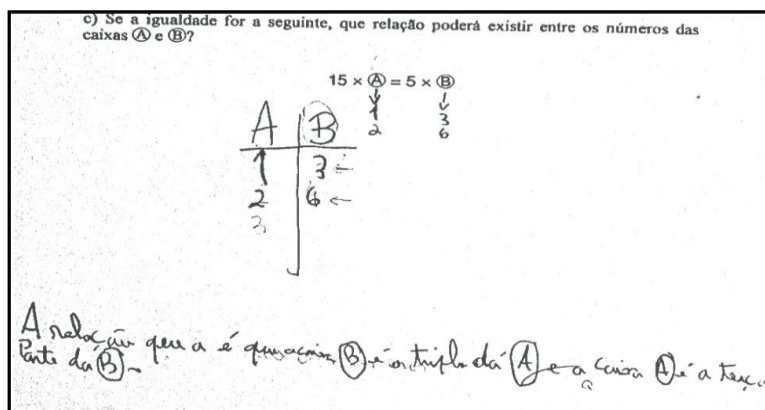 c) Se a igualdade for a seguinte, que relação poderá existir entre os números das
caixas Ⓐ e Ⓑ?
15 × Ⓐ = 5 × Ⓑ
↓ ↓
1 3
2 6
A B
1 3 ←
2 6 ←
3
A relação que a é que a caixa Ⓑ é o triplo da Ⓐ e a caixa Ⓐ é a terç
Parte da Ⓑ.